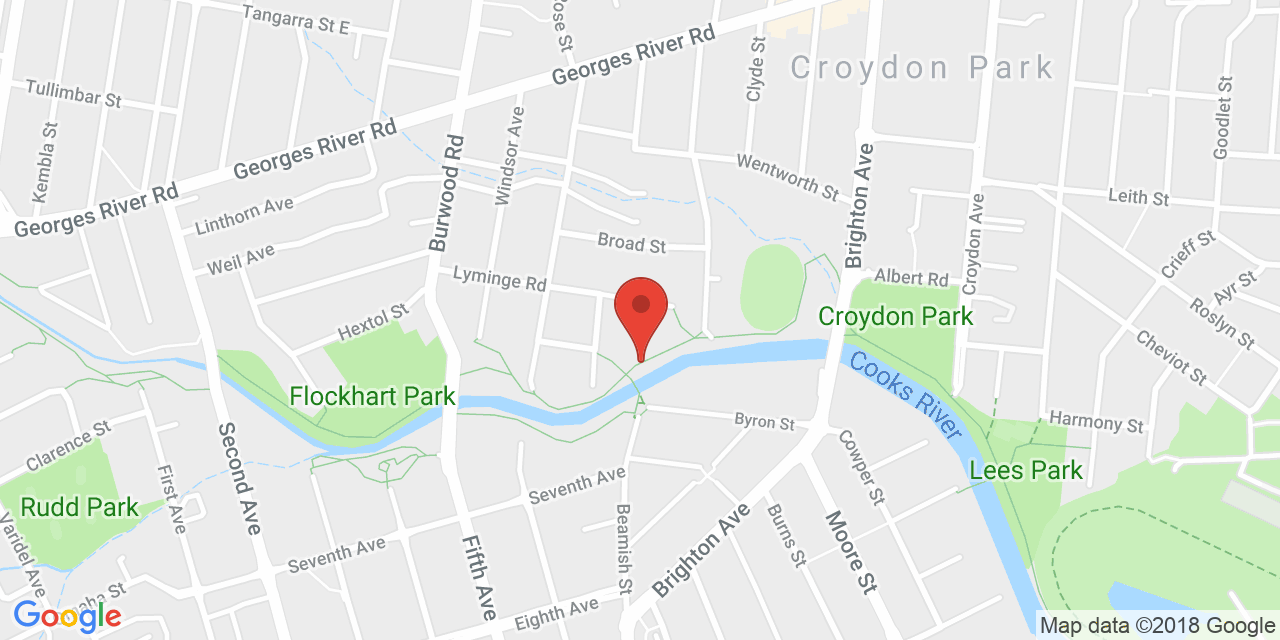 Tangarra St E
Georges River Rd
Clyde St
Croydon Park
Tullimbar St
Kembla St
Georges River Rd
Windsor Ave
Burwood Rd
Wentworth St
Brighton Ave
Goodlet St
Georges River Rd
Linthorn Ave
Weil Ave
Leith St
Croydon Ave
Broad St
Crieff St
Lyminge Rd
Albert Rd
Ayr St
Roslyn St
Hextol St
Croydon Park
Cheviot St
Flockhart Park
Cooks River
Byron St
Harmony St
Clarence St
Second Ave
First Ave
Cowper St
Lees Park
Rudd Park
Seventh Ave
Varidel Ave
Seventh Ave
Fifth Ave
Beamish St
Brighton Ave
Burns St
Moore St
Eighth Ave
Google
Map data ©2018 Google